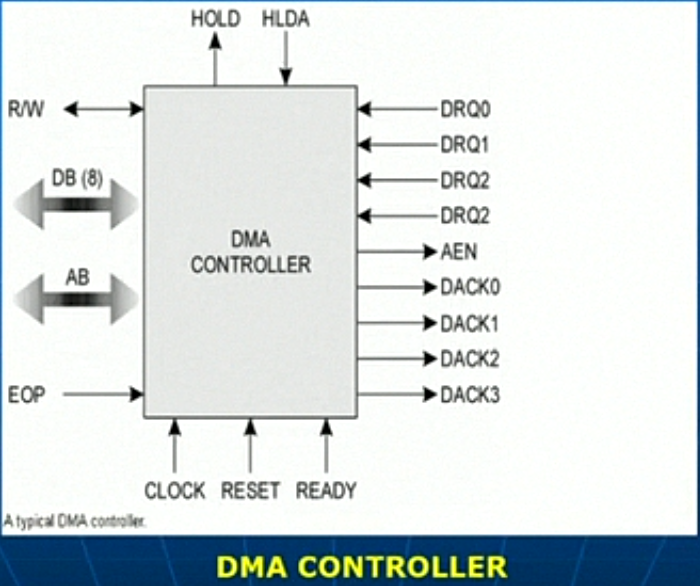 HOLD HLDA
R/W
DRQ0
DRQ1
DB (8)
DRQ2
DRQ2
DMA
CONTROLLER
AEN
AB
DACK0
DACK1
DACK2
EOP
DACK3
CLOCK RESET READY
A typical DMA controller.
DMA CONTROLLER